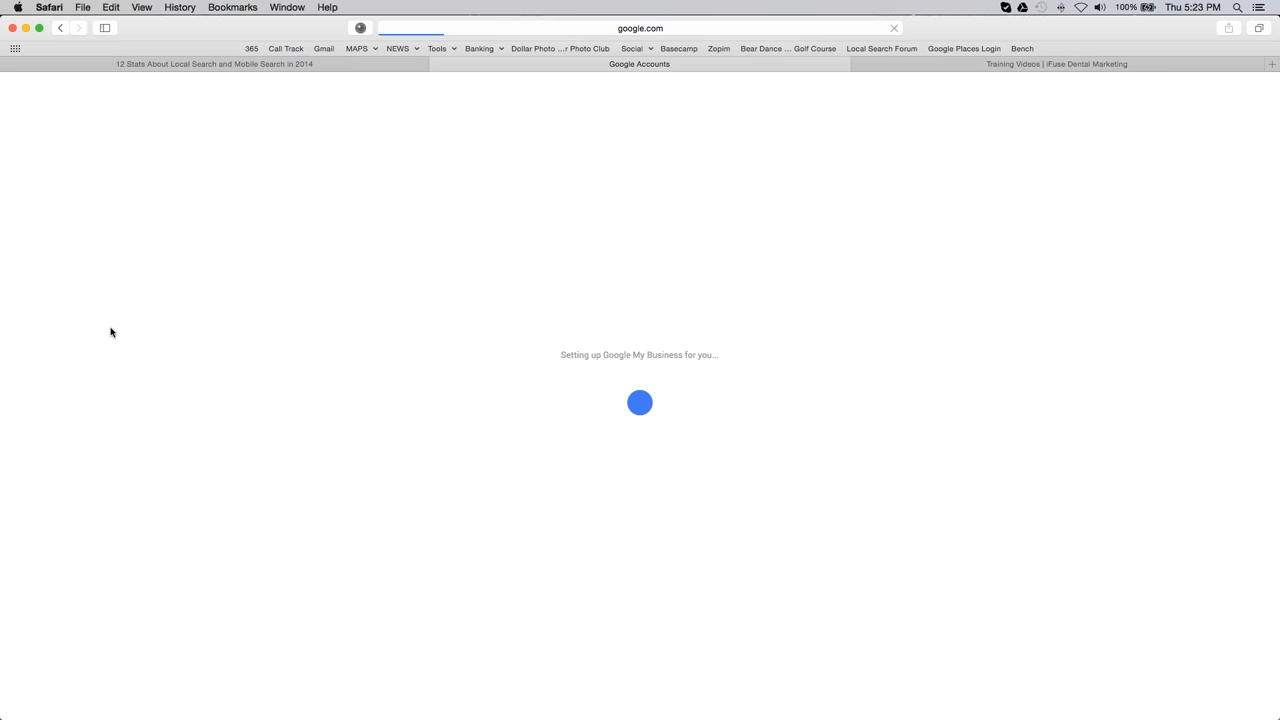 Safari File Edit View History Bookmarks Window Help 100% Thu 5:23 PM
google.com
365 Call Track Gmail MAPS NEWS Tools Banking Dollar Photo ...r Photo Club Social Basecamp Zopim Bear Dance ... Golf Course Local Search Forum Google Places Login Bench
12 Stats About Local Search and Mobile Search in 2014 Google Accounts Training Videos | iFuse Dental Marketing +
Setting up Google My Business for you...